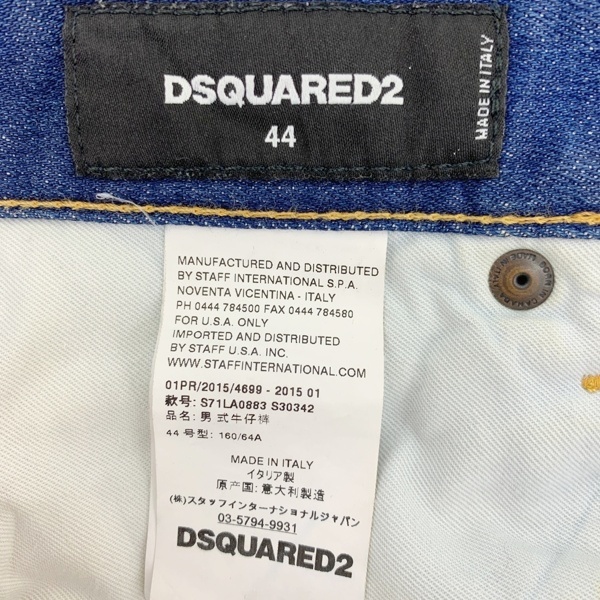 DSQUARED2
44
MADE IN ITALY
MANUFACTURED AND DISTRIBUTED
BY STAFF INTERNATIONAL S.P.A.
NOVENTA VICENTINA - ITALY
PH 0444 784500 FAX 0444 784580
FOR U.S.A. ONLY
IMPORTED AND DISTRIBUTED
BY STAFF U.S.A. INC.
WWW.STAFFINTERNATIONAL.COM
01PR/2015/4699 - 2015 01
款号: S71LA0883 S30342
品名: 男式牛仔裤
44 号型: 160/64A
MADE IN ITALY
イタリア製
原产国: 意大利製造
(株)スタッフインターナショナルジャパン
03-5794-9931
DSQUARED2